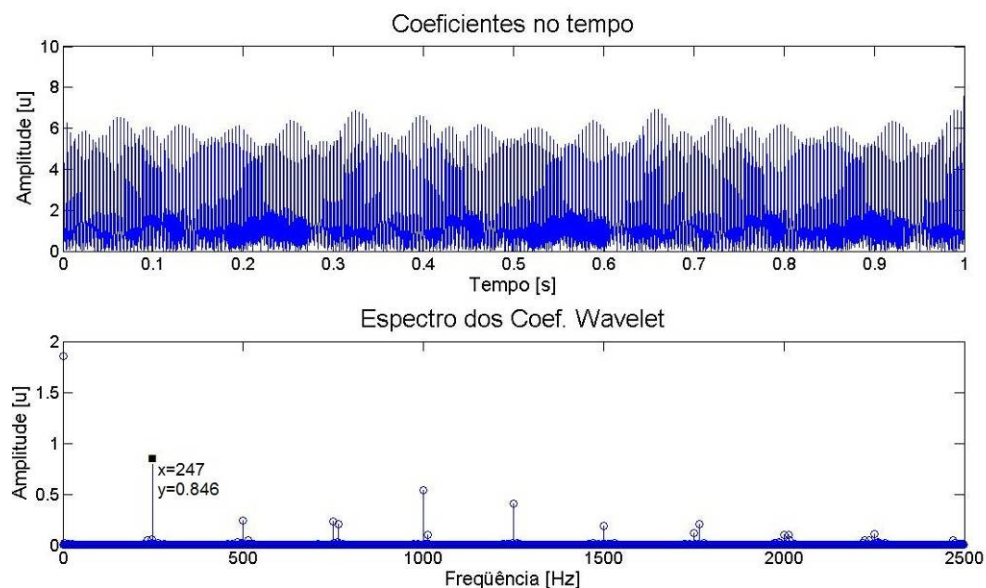 Coeficientes no tempo
10
8
6
4
2
0
Amplitude [u]
0 0.1 0.2 0.3 0.4 0.5 0.6 0.7 0.8 0.9 1
Tempo [s]
Espectro dos Coef. Wavelet
2
1.5
1
0.5
0
Amplitude [u]
x=247
y=0.846
0 500 1000 1500 2000 2500
Freqüência [Hz]